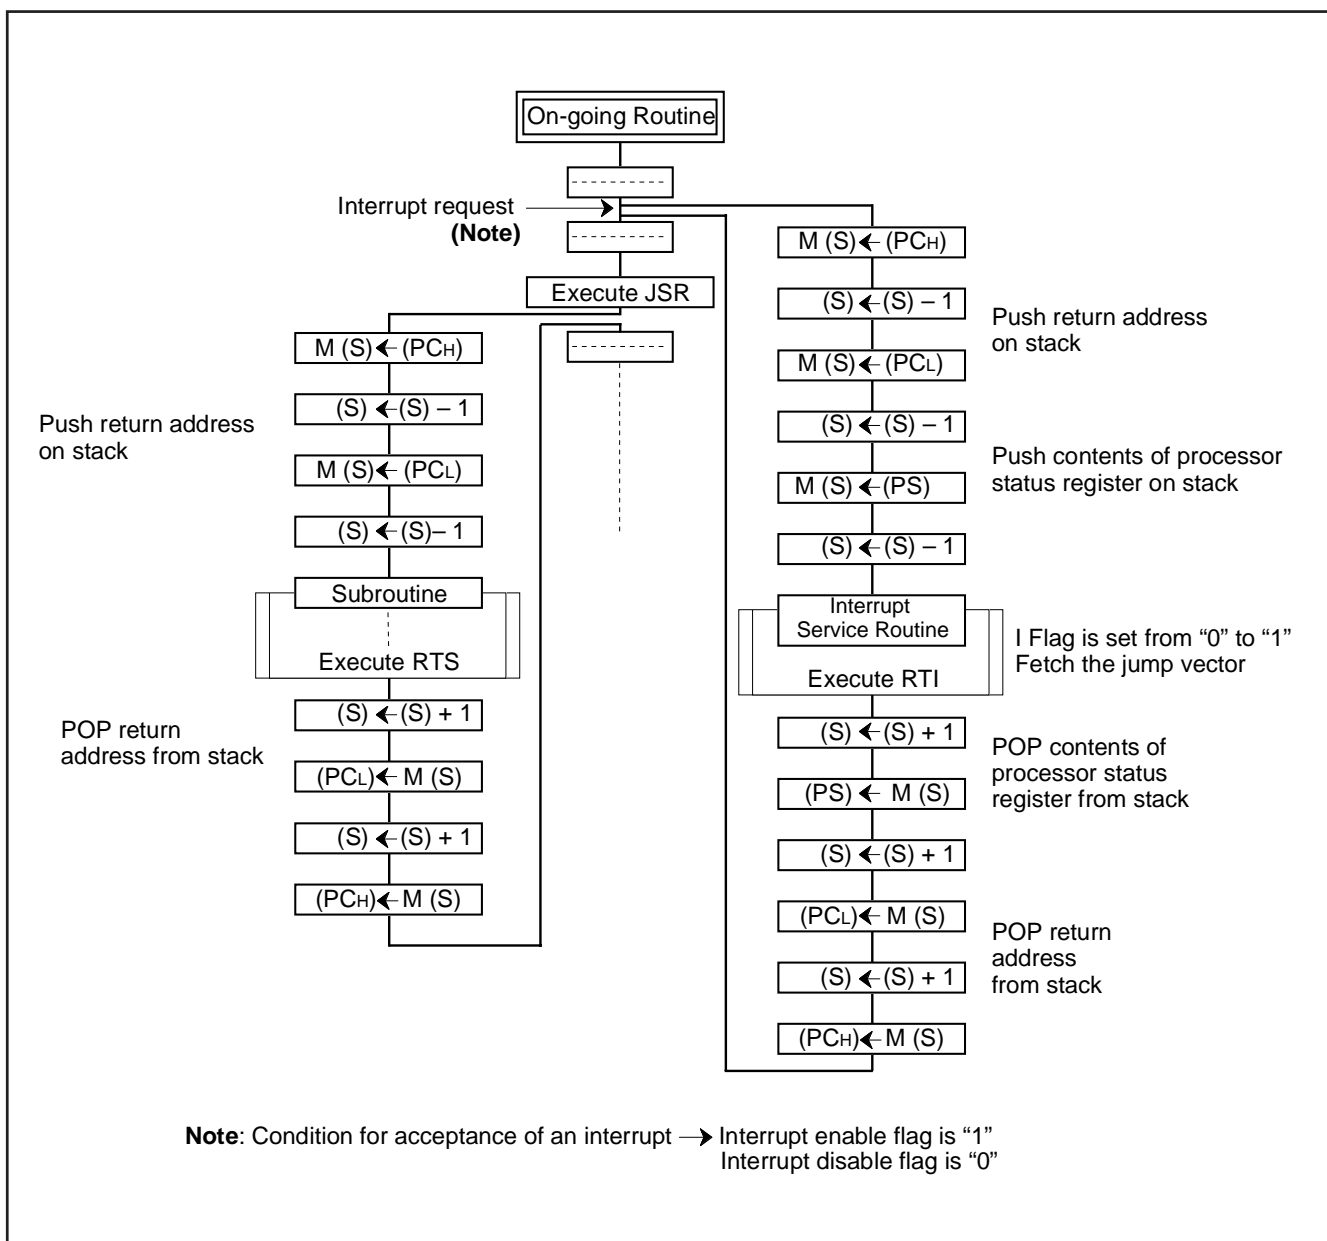 On-going Routine
Interrupt request
(Note)
Execute JSR
M (S) ← (PCH)
(S) ← (S) – 1
M (S) ← (PCL)
(S) ← (S) – 1
Push return address
on stack
Subroutine
Execute RTS
(S) ← (S) + 1
(PCL) ← M (S)
(S) ← (S) + 1
(PCH) ← M (S)
POP return
address from stack
M (S) ← (PCH)
(S) ← (S) – 1
M (S) ← (PCL)
(S) ← (S) – 1
M (S) ← (PS)
(S) ← (S) – 1
Push return address
on stack
Push contents of processor
status register on stack
Interrupt
Service Routine
Execute RTI
I Flag is set from “0” to “1”
Fetch the jump vector
(S) ← (S) + 1
(PS) ← M (S)
(S) ← (S) + 1
(PCL) ← M (S)
(S) ← (S) + 1
(PCH) ← M (S)
POP contents of
processor status
register from stack
POP return
address
from stack
Note: Condition for acceptance of an interrupt → Interrupt enable flag is “1”
Interrupt disable flag is “0”